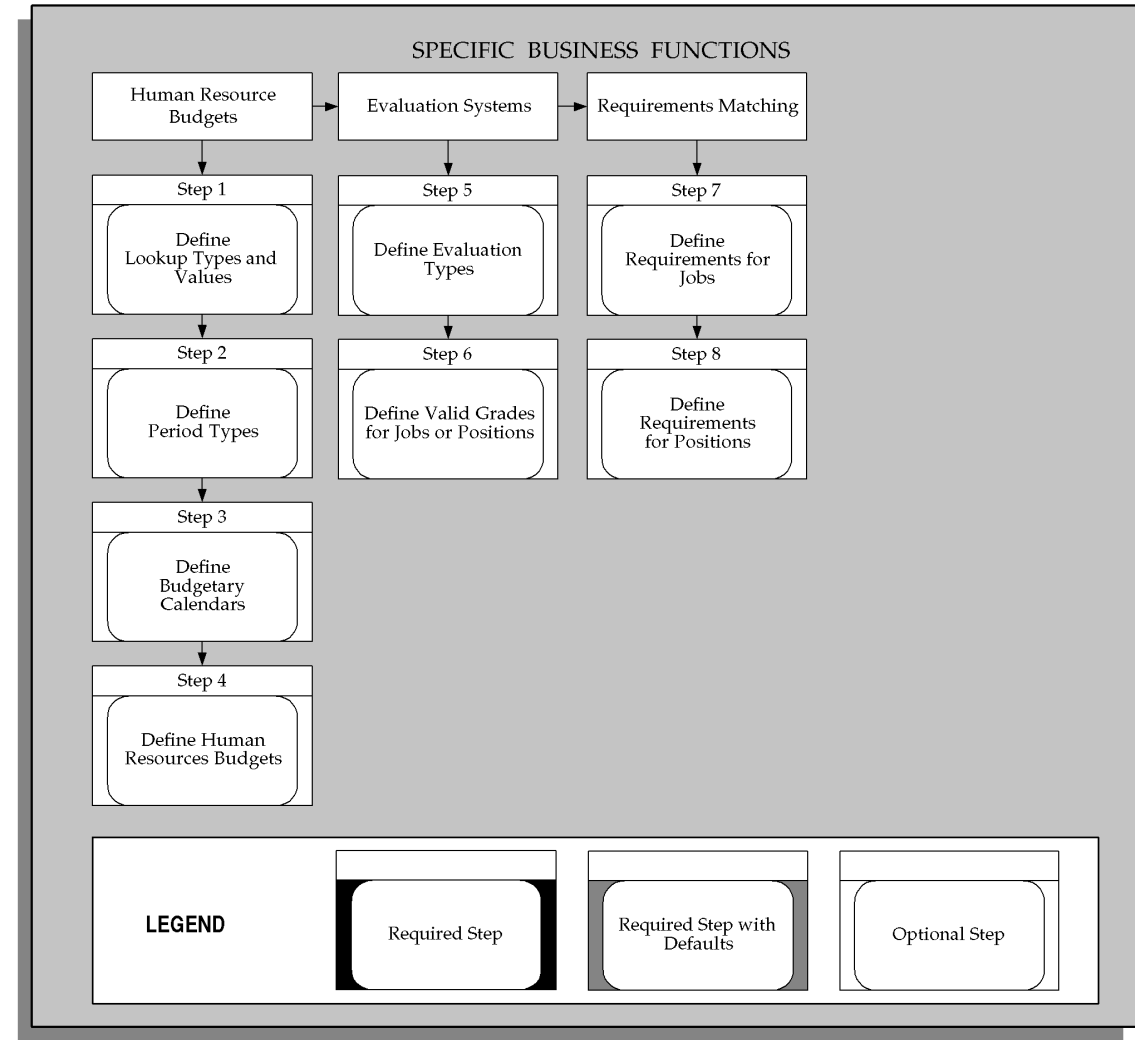 SPECIFIC BUSINESS FUNCTIONS
Human Resource
Budgets
Evaluation Systems
Requirements Matching
Step 1
Define
Lookup Types and
Values
Step 2
Define
Period Types
Step 3
Define
Budgetary
Calendars
Step 4
Define Human
Resources Budgets
Step 5
Define Evaluation
Types
Step 6
Define Valid Grades
for Jobs or Positions
Step 7
Define
Requirements for
Jobs
Step 8
Define
Requirements
for Positions
LEGEND
Required Step
Required Step with
Defaults
Optional Step